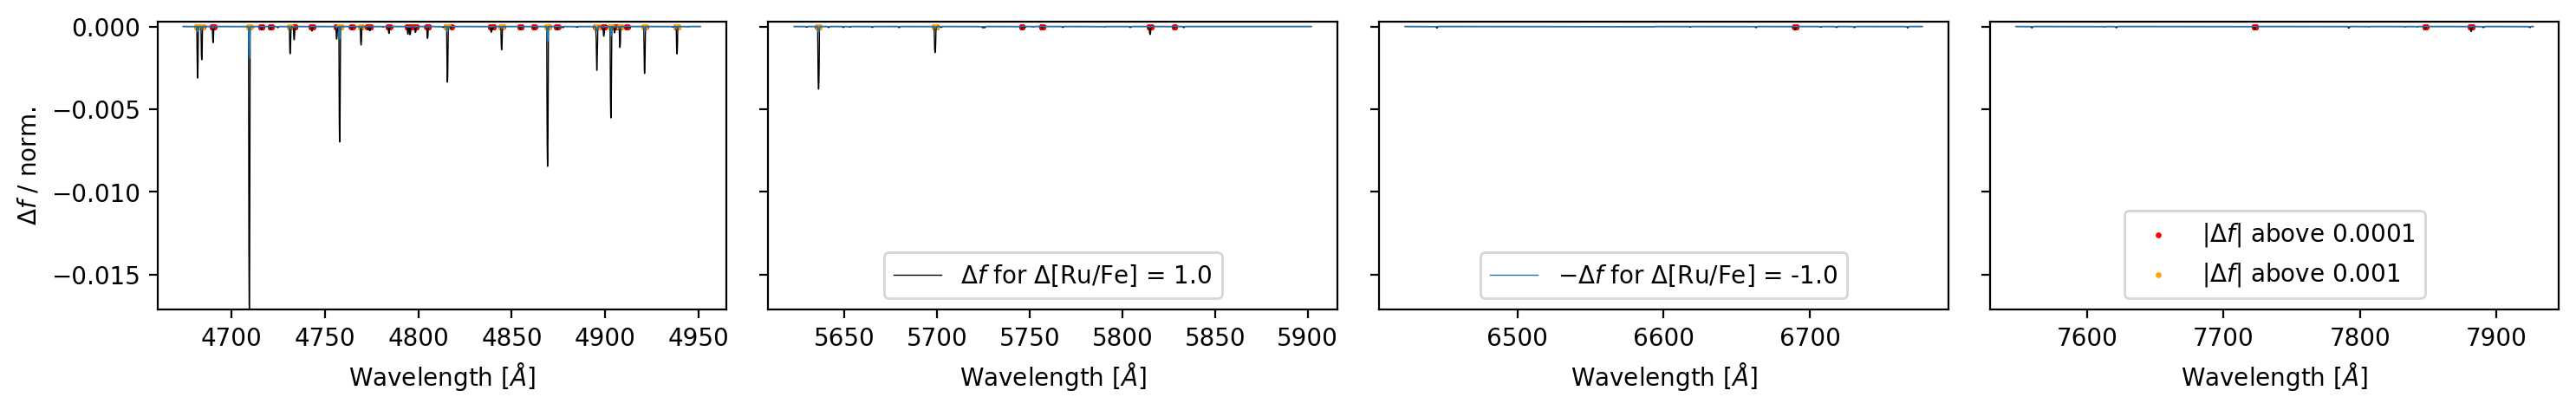 0.000
−0.005
−0.010
−0.015
Δf / norm.
4700 4750 4800 4850 4900 4950
Wavelength [Å]
Δf for Δ[Ru/Fe] = 1.0
5650 5700 5750 5800 5850 5900
Wavelength [Å]
−Δf for Δ[Ru/Fe] = -1.0
6500 6600 6700
Wavelength [Å]
|Δf| above 0.0001
|Δf| above 0.001
7600 7700 7800 7900
Wavelength [Å]